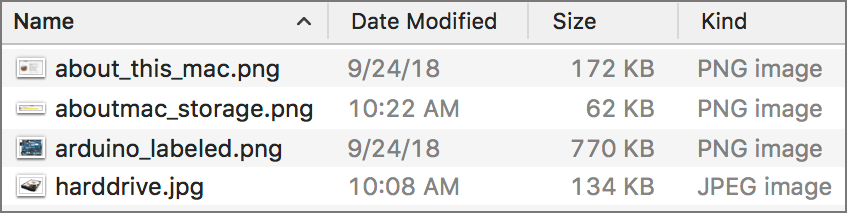 Name Date Modified Size Kind
about_this_mac.png 9/24/18 172 KB PNG image
aboutmac_storage.png 10:22 AM 62 KB PNG image
arduino_labeled.png 9/24/18 770 KB PNG image
harddrive.jpg 10:08 AM 134 KB JPEG image